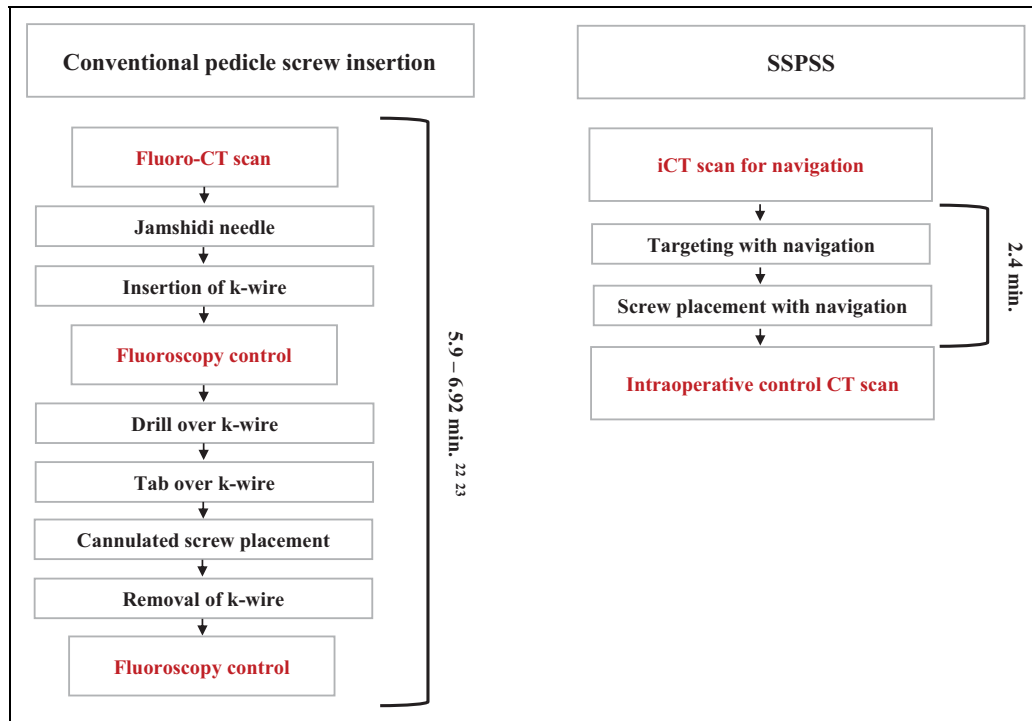 Conventional pedicle screw insertion
Fluoro-CT scan
Jamshidi needle
Insertion of k-wire
Fluoroscopy control
Drill over k-wire
Tab over k-wire
Cannulated screw placement
Removal of k-wire
Fluoroscopy control
5.9 – 6.92 min. 22 23
SSPSS
iCT scan for navigation
Targeting with navigation
Screw placement with navigation
Intraoperative control CT scan
2.4 min.